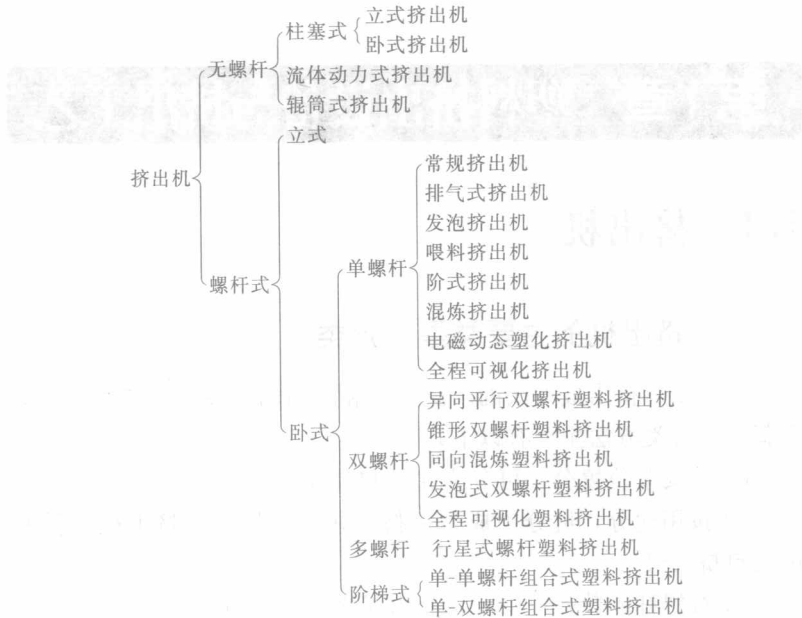 立式挤出机
柱塞式
卧式挤出机
无螺杆
流体动力式挤出机
辊筒式挤出机
立式
挤出机
常规挤出机
排气式挤出机
发泡挤出机
喂料挤出机
单螺杆
螺杆式
阶式挤出机
混炼挤出机
电磁动态塑化挤出机
全程可视化挤出机
异向平行双螺杆塑料挤出机
卧式
锥形双螺杆塑料挤出机
双螺杆
同向混炼塑料挤出机
发泡式双螺杆塑料挤出机
全程可视化塑料挤出机
多螺杆 行星式螺杆塑料挤出机
阶梯式
单-单螺杆组合式塑料挤出机
单-双螺杆组合式塑料挤出机